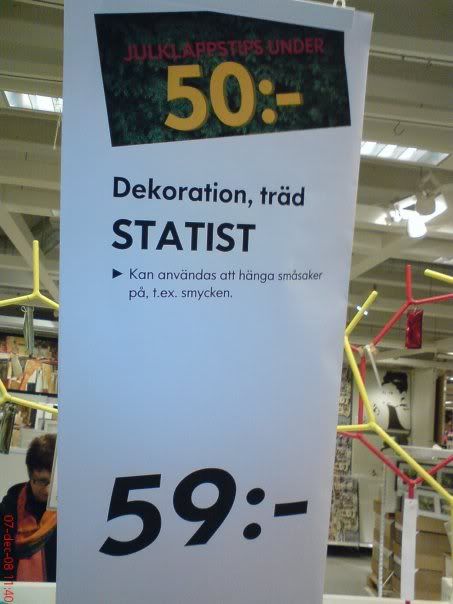 JULKLAPPSTIPS UNDER
50:-
Dekoration, träd
STATIST
► Kan användas att hänga småsaker
på, t.ex. smycken.
59:-
07-dec-08 11:40